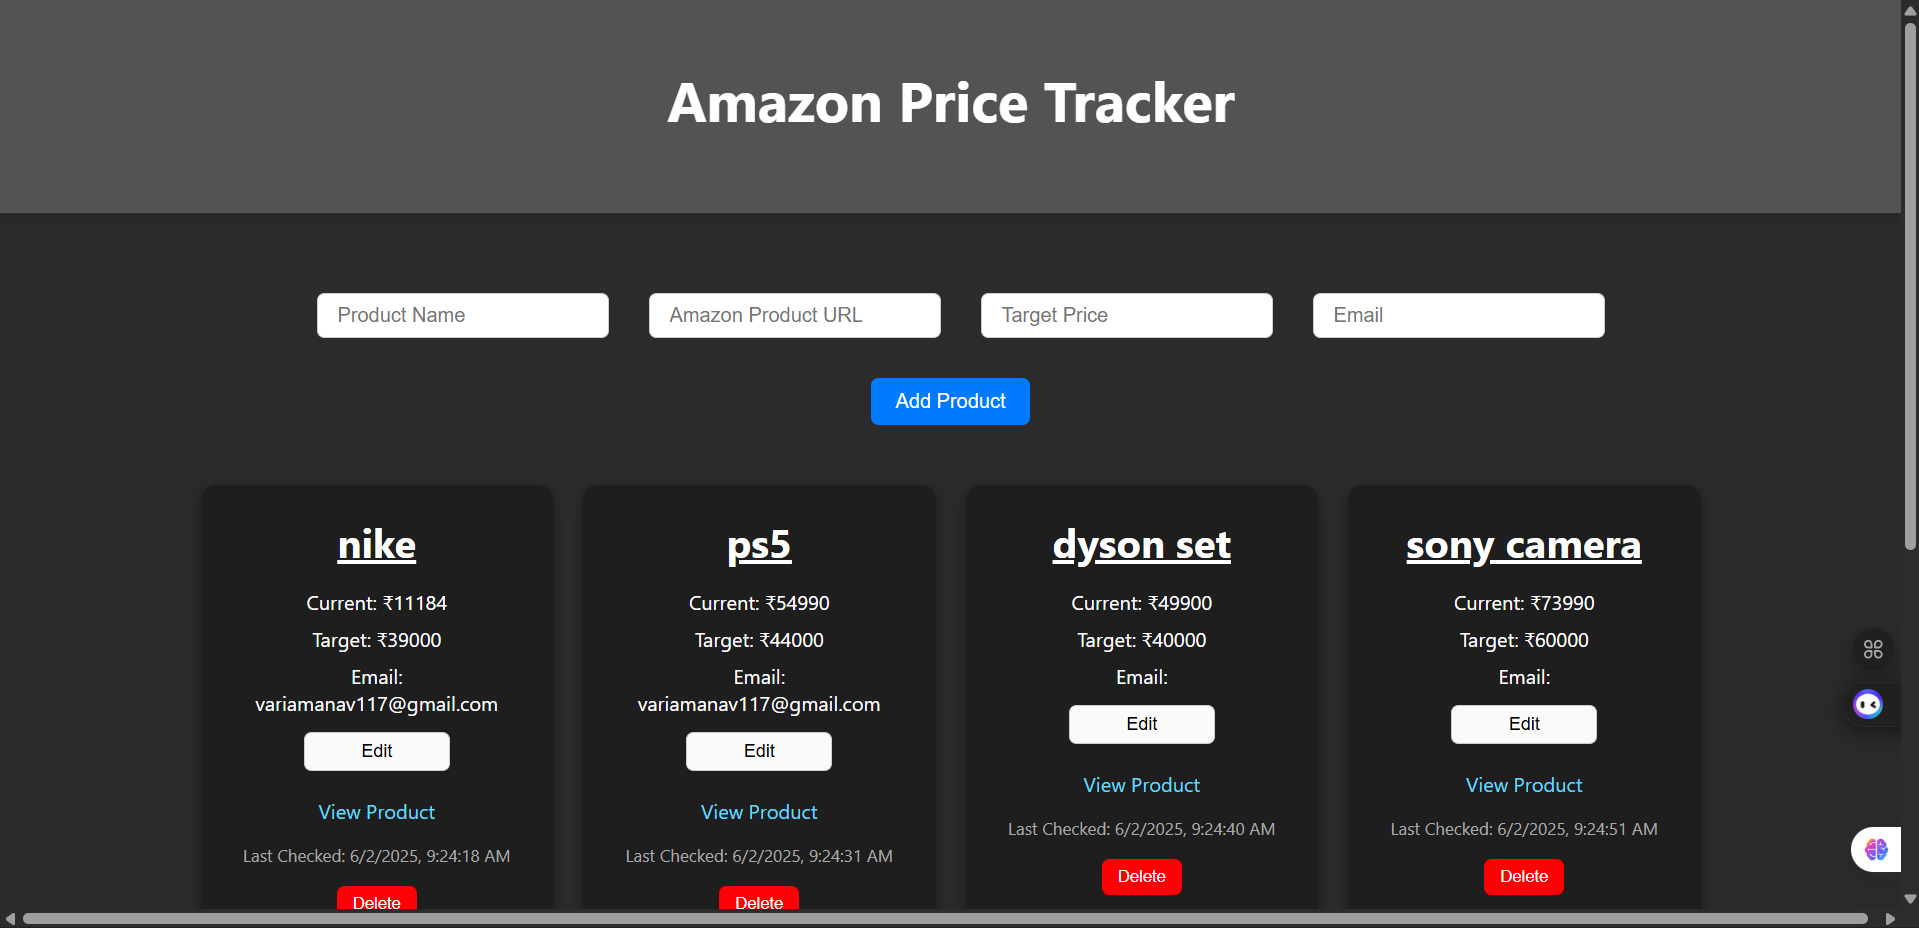 Amazon Price Tracker
Product Name
Amazon Product URL
Target Price
Email
Add Product
nike
Current: ₹11184
Target: ₹39000
Email:
variamanav117@gmail.com
Edit
View Product
Last Checked: 6/2/2025, 9:24:18 AM
Delete
ps5
Current: ₹54990
Target: ₹44000
Email:
variamanav117@gmail.com
Edit
View Product
Last Checked: 6/2/2025, 9:24:31 AM
Delete
dyson set
Current: ₹49900
Target: ₹40000
Email:
Edit
View Product
Last Checked: 6/2/2025, 9:24:40 AM
Delete
sony camera
Current: ₹73990
Target: ₹60000
Email:
Edit
View Product
Last Checked: 6/2/2025, 9:24:51 AM
Delete